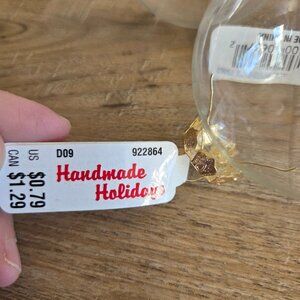 D09 922864
Handmade
Holidays
US $0.79
CAN $1.29